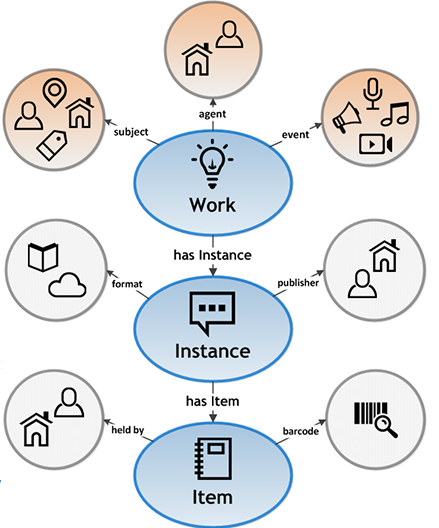 agent
subject
event
Work
has Instance
format
publisher
Instance
has Item
held by
barcode
Item